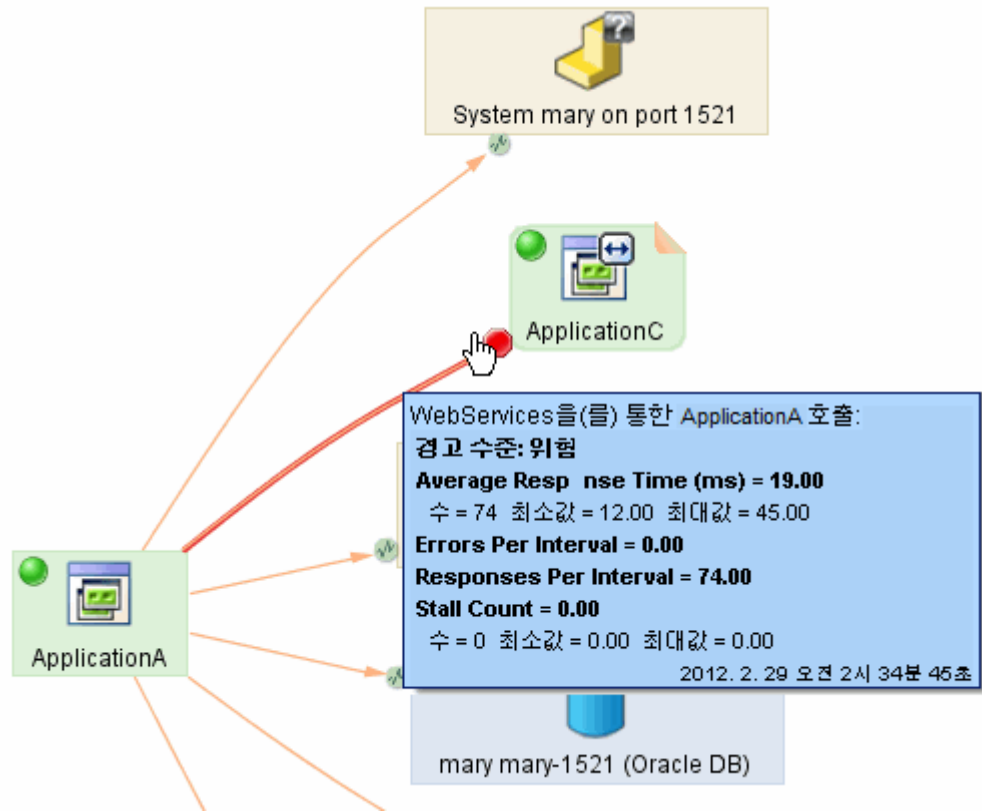 System mary on port 1521
ApplicationC
WebServices을(를) 통한 ApplicationA 호출:
경고 수준: 위험
Average Resp nse Time (ms) = 19.00
수 = 74 최소값 = 12.00 최대값 = 45.00
Errors Per Interval = 0.00
Responses Per Interval = 74.00
Stall Count = 0.00
수 = 0 최소값 = 0.00 최대값 = 0.00
2012. 2. 29 오전 2시 34분 45초
ApplicationA
mary mary-1521 (Oracle DB)